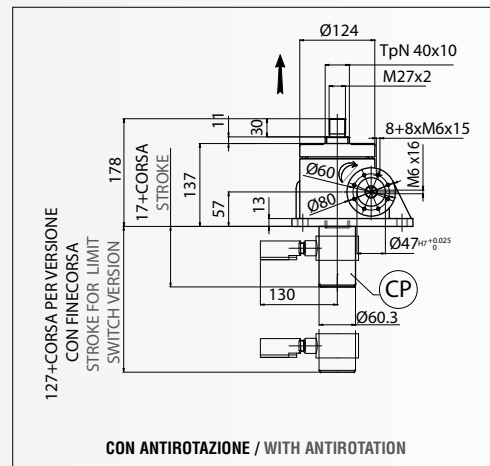 Ø124
TpN 40x10
M27x2
11
30
8+8xM6x15
178
17+CORSA
STROKE
137
57
13
Ø60
Ø80
M6 x16
Ø47 H7 +0.025 0
130
CP
Ø60.3
127+CORSA PER VERSIONE
CON FINECORSA
STROKE FOR LIMIT
SWITCH VERSION
CON ANTIROTAZIONE / WITH ANTIROTATION